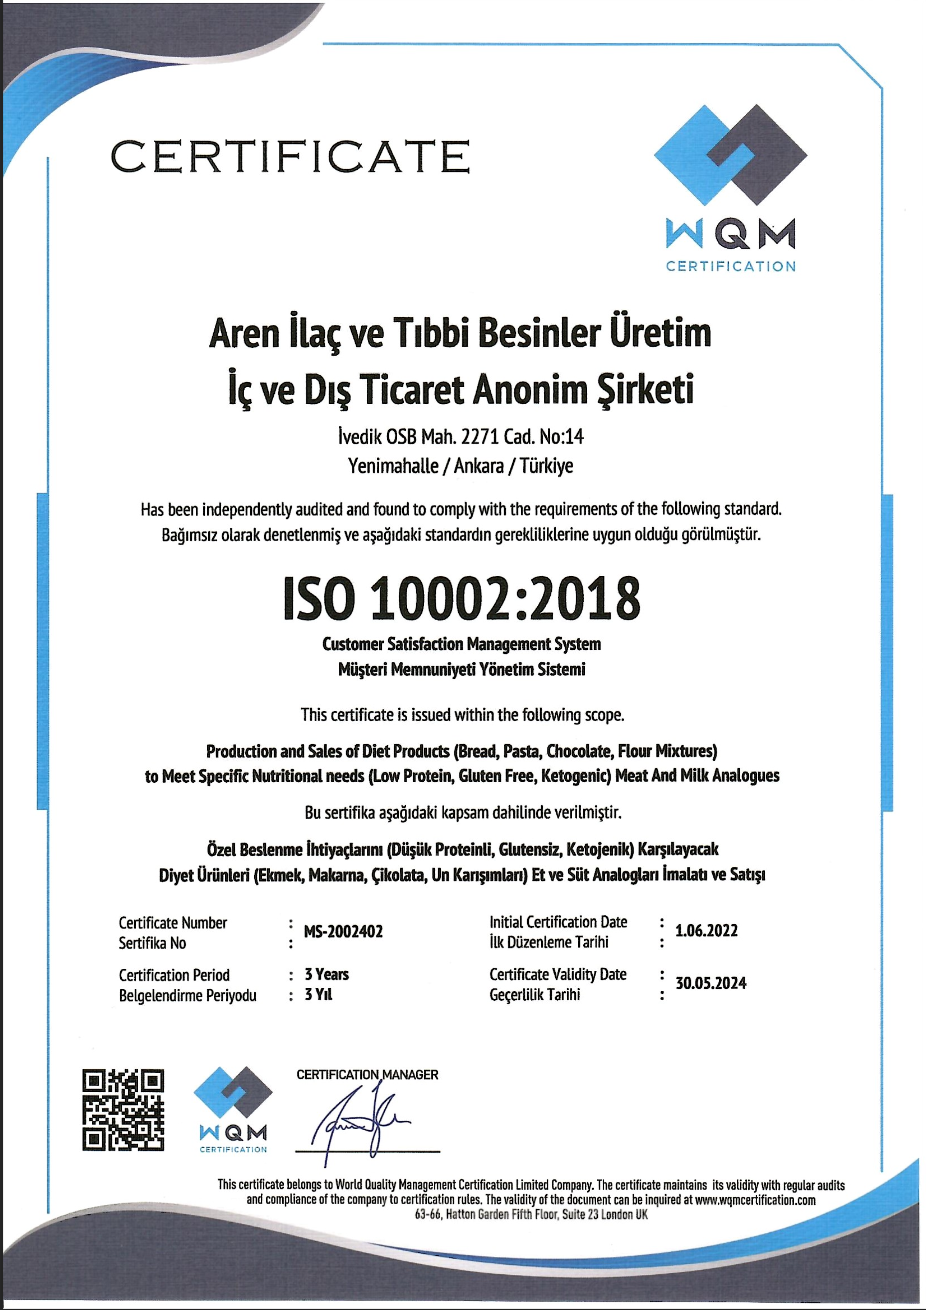 CERTIFICATE
WQM
CERTIFICATION
Aren İlaç ve Tıbbi Besinler Üretim
İç ve Dış Ticaret Anonim Şirketi
İvedik OSB Mah. 2271 Cad. No:14
Yenimahalle / Ankara / Türkiye
Has been independently audited and found to comply with the requirements of the following standard.
Bağımsız olarak denetlenmiş ve aşağıdaki standardın gerekliliklerine uygun olduğu görülmüştür.
ISO 10002:2018
Customer Satisfaction Management System
Müşteri Memnuniyeti Yönetim Sistemi
This certificate is issued within the following scope.
Production and Sales of Diet Products (Bread, Pasta, Chocolate, Flour Mixtures)
to Meet Specific Nutritional needs (Low Protein, Gluten Free, Ketogenic) Meat And Milk Analogues
Bu sertifika aşağıdaki kapsam dahilinde verilmiştir.
Özel Beslenme İhtiyaçlarını (Düşük Proteinli, Glutensiz, Ketojenik) Karşılayacak
Diyet Ürünleri (Ekmek, Makarna, Çikolata, Un Karışımları) Et ve Süt Analogları İmalatı ve Satışı
Certificate Number :
Sertifika No :
MS-2002402
Initial Certification Date :
İlk Düzenleme Tarihi :
1.06.2022
Certification Period : 3 Years
Belgelendirme Periyodu : 3 Yıl
Certificate Validity Date :
Geçerlilik Tarihi :
30.05.2024
WQM
CERTIFICATION
CERTIFICATION MANAGER
This certificate belongs to World Quality Management Certification Limited Company. The certificate maintains its validity with regular audits
and compliance of the company to certification rules. The validity of the document can be inquired at www.wqmcertification.com
63-66, Hatton Garden Fifth Floor, Suite 23 London UK